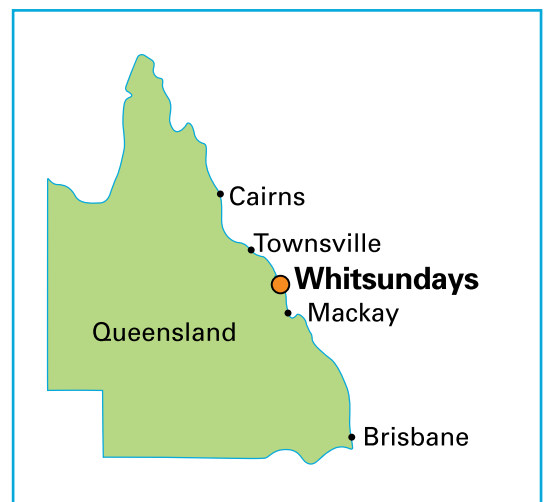 Cairns
Townsville
Whitsundays
Mackay
Queensland
Brisbane